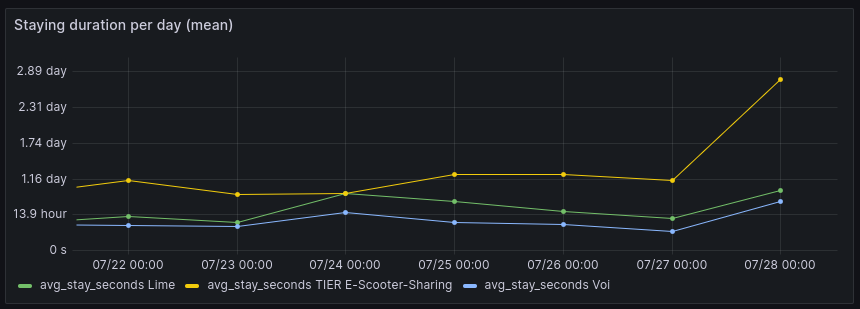 Staying duration per day (mean)
2.89 day
2.31 day
1.74 day
1.16 day
13.9 hour
0 s
07/22 00:00 07/23 00:00 07/24 00:00 07/25 00:00 07/26 00:00 07/27 00:00 07/28 00:00
avg_stay_seconds Lime avg_stay_seconds TIER E-Scooter-Sharing avg_stay_seconds Voi